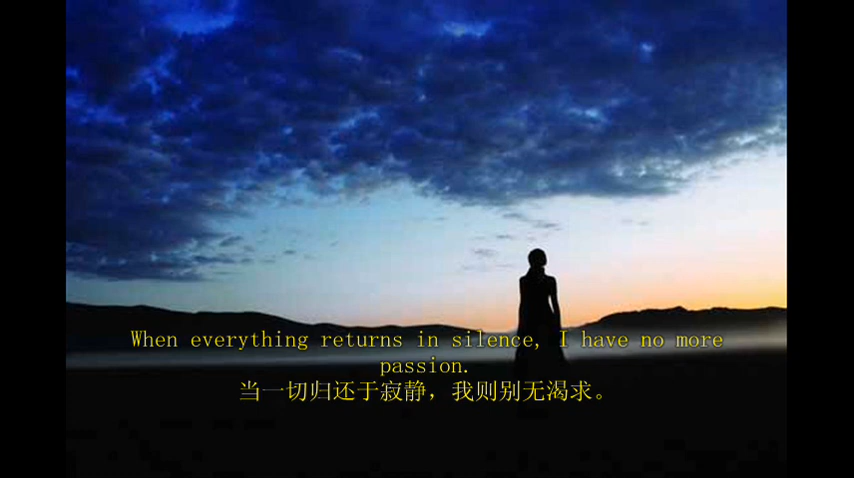 When everything returns in silence, I have no more
passion.
当一切归还于寂静，我则别无渴求。